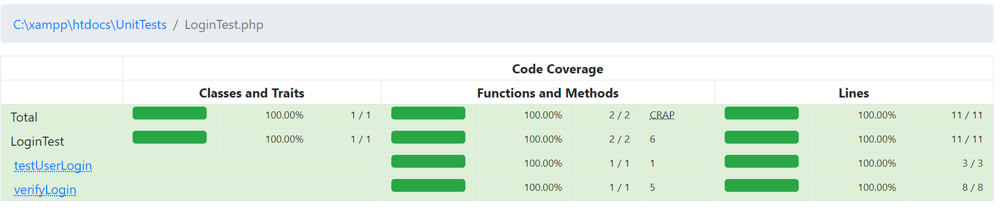 C:\xampp\htdocs\UnitTests / LoginTest.php
Code Coverage
Classes and Traits Functions and Methods Lines
Total 100.00% 1 / 1 100.00% 2 / 2 CRAP 100.00% 11 / 11
LoginTest 100.00% 1 / 1 100.00% 2 / 2 6 100.00% 11 / 11
testUserLogin 100.00% 1 / 1 1 100.00% 3 / 3
verifyLogin 100.00% 1 / 1 5 100.00% 8 / 8